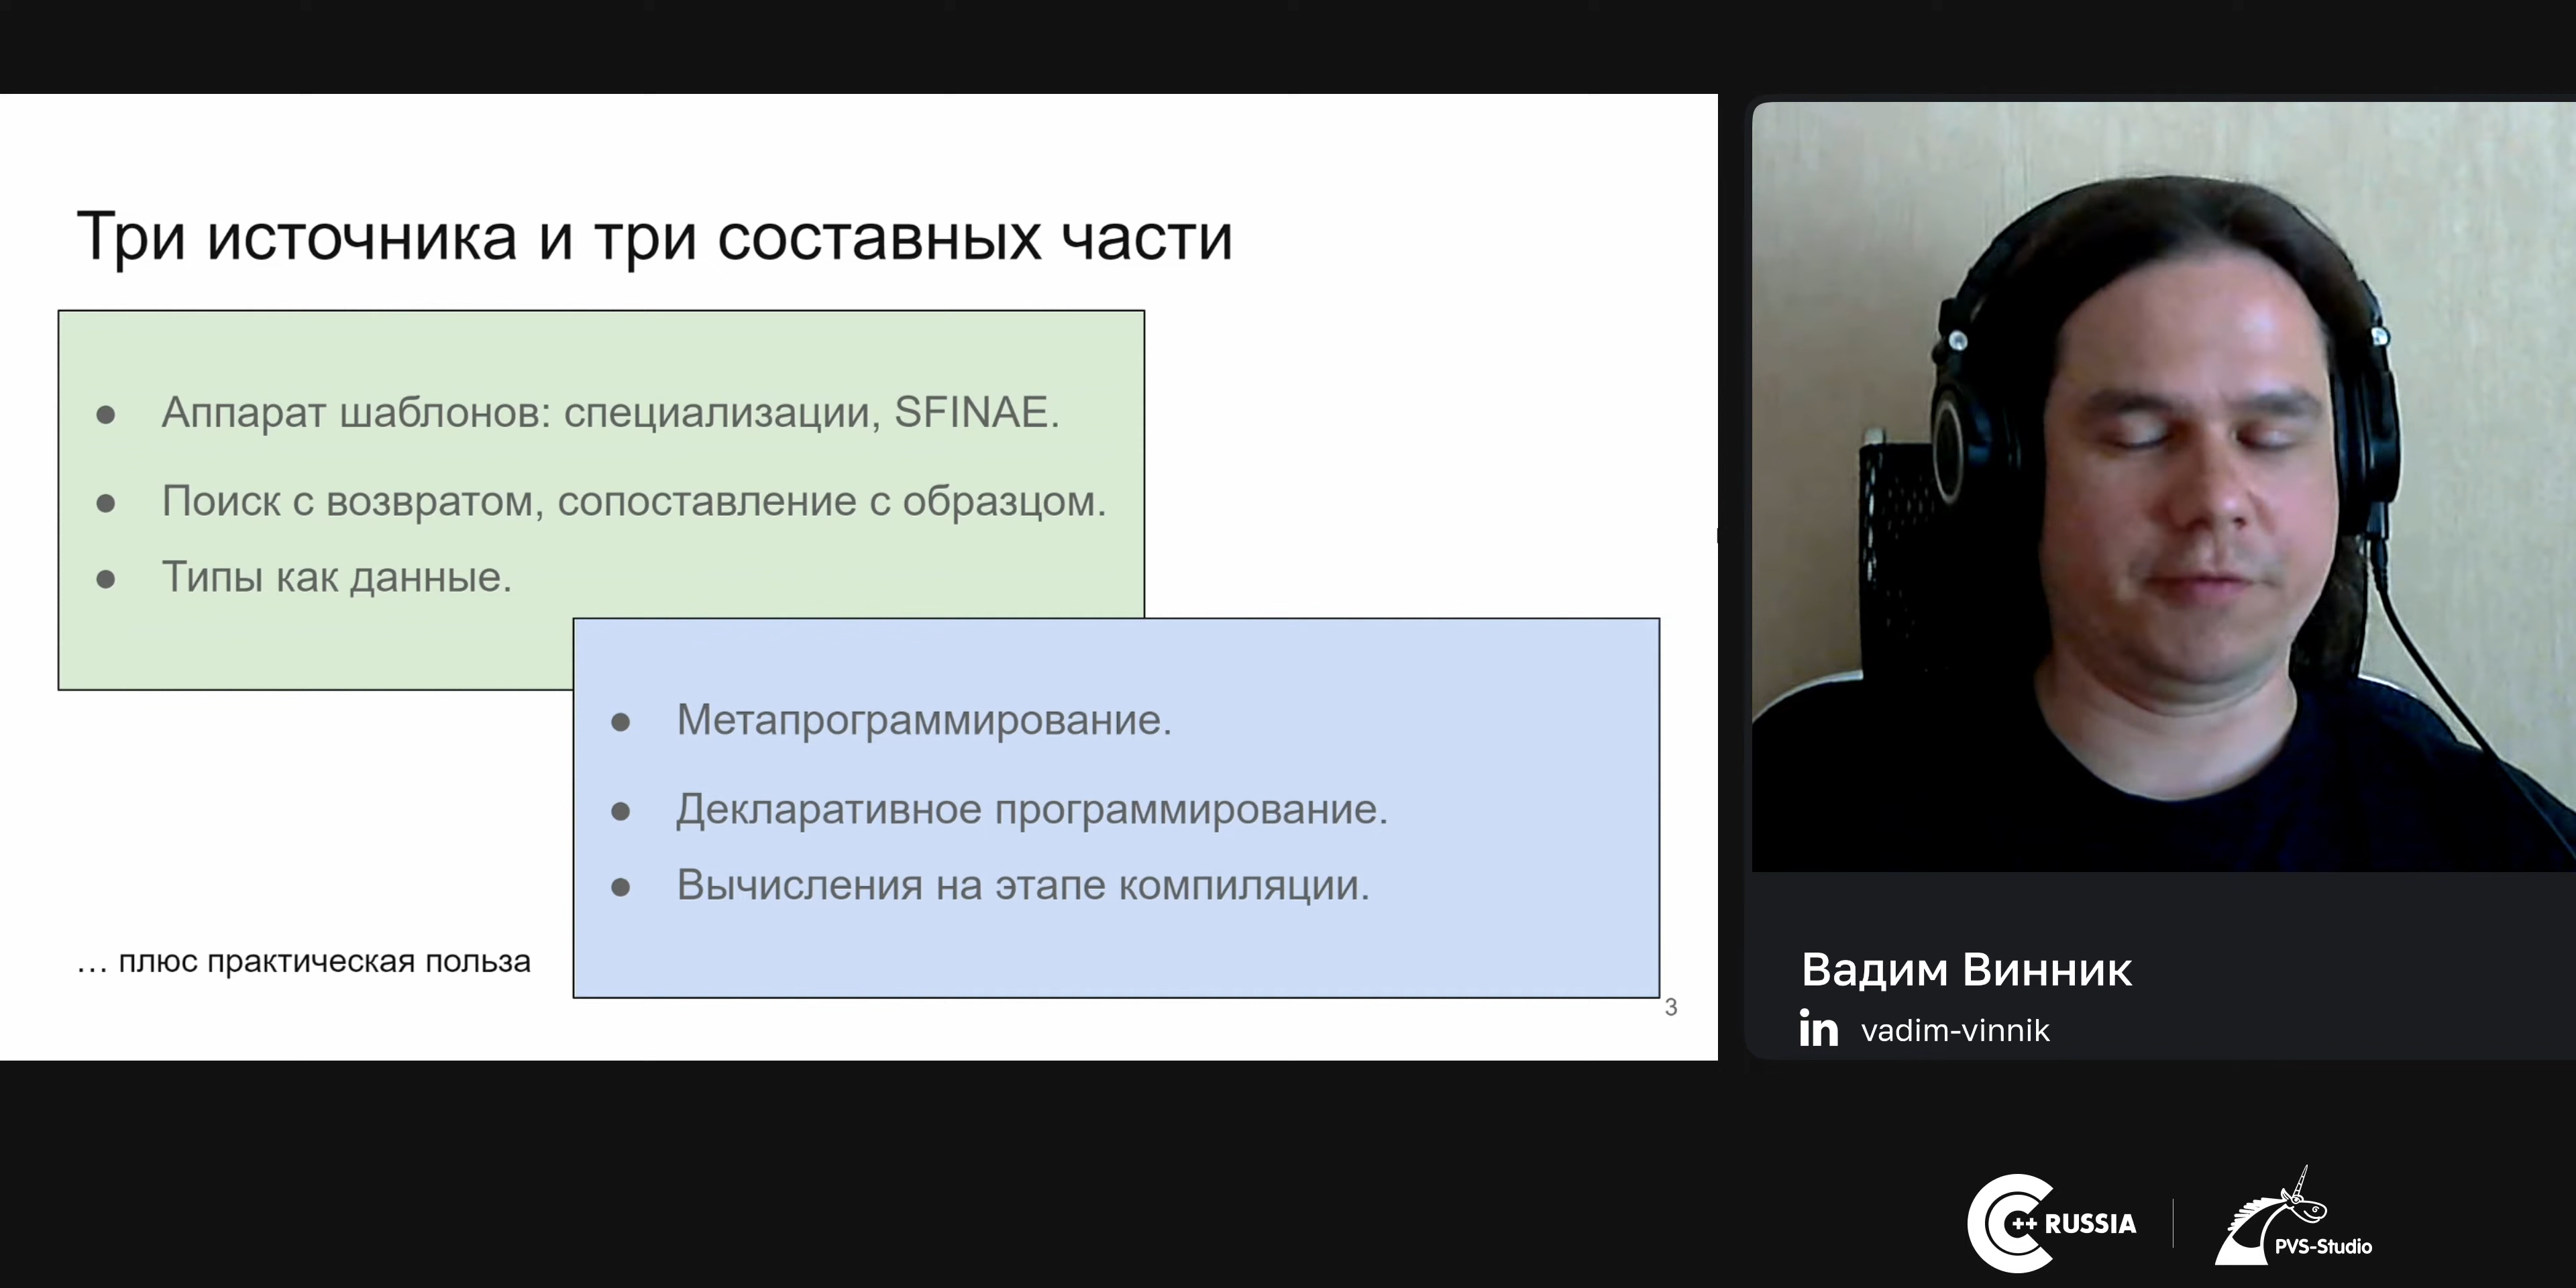 Три источника и три составных части
● Аппарат шаблонов: специализации, SFINAE.
● Поиск с возвратом, сопоставление с образцом.
● Типы как данные.
● Метапрограммирование.
● Декларативное программирование.
● Вычисления на этапе компиляции.
… плюс практическая польза
3
Вадим Винник
in vadim-vinnik
C++ RUSSIA
PVS-Studio